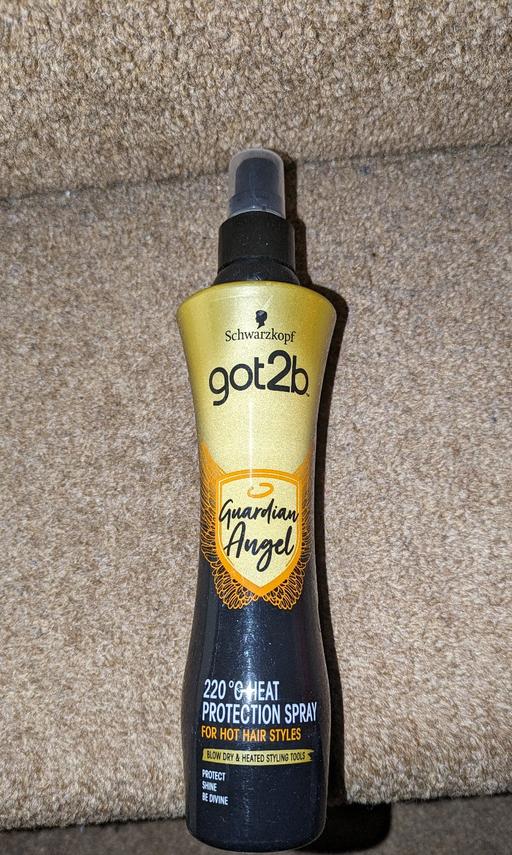 Schwarzkopf
got2b
Guardian
Angel
220°C HEAT
PROTECTION SPRAY
FOR HOT HAIR STYLES
BLOW DRY & HEATED STYLING TOOLS
PROTECT
SHINE
BE DIVINE